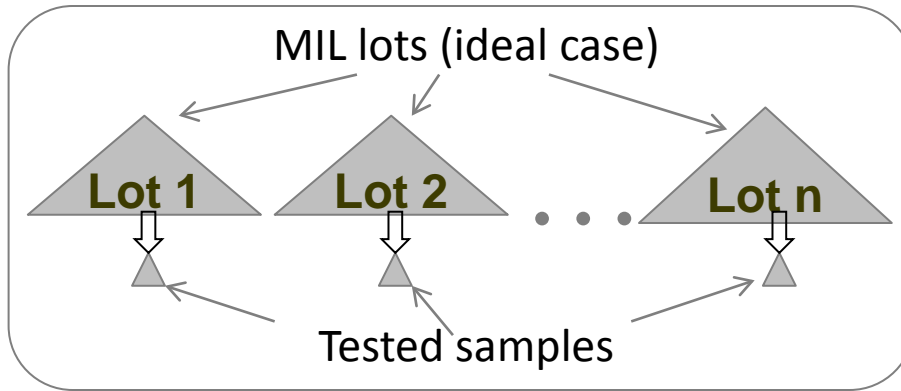 MIL lots (ideal case)
Lot 1
Lot 2
Lot n
Tested samples